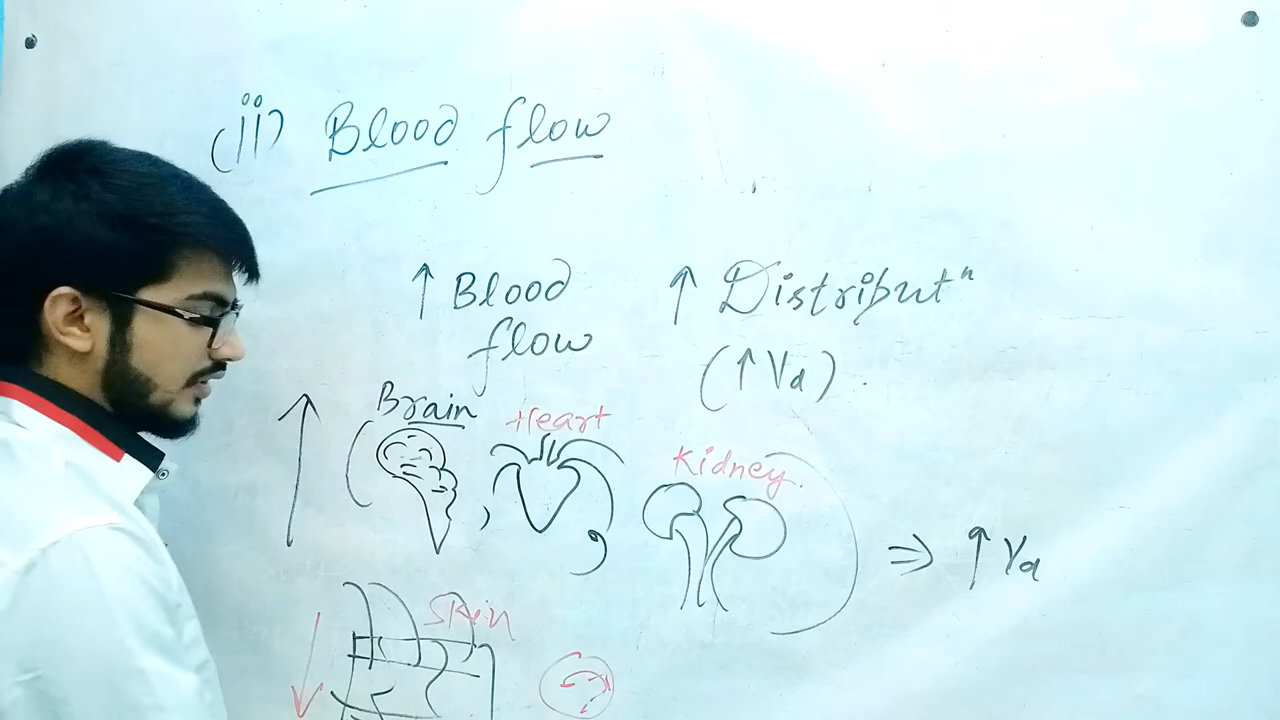 (ii) Blood flow
↑ Blood flow
↑ Distributⁿ
(↑ Vd).
↑ (Brain, Heart, Kidney.) ⇒ ↑ Vd
↓ Skin